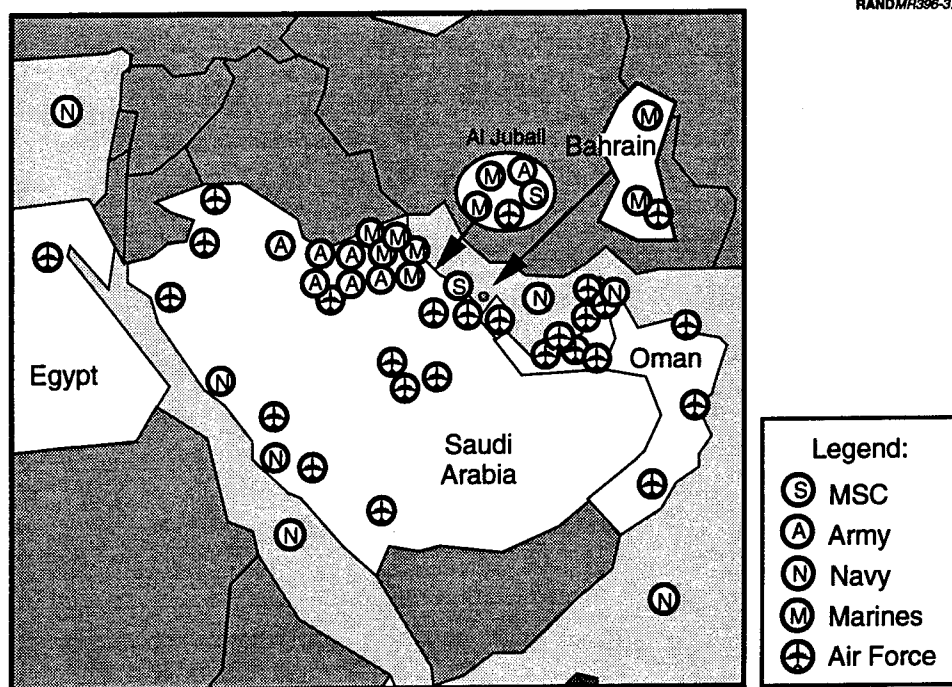 RANDMR396-3.
N
Al Jubail
Bahrain
M
M
A
S
M
M
N
A
M
M
A
A
M
M
A
A
A
M
S
N
N
Oman
Egypt
N
Saudi
Arabia
N
N
N
Legend:
S MSC
A Army
N Navy
M Marines
Air Force